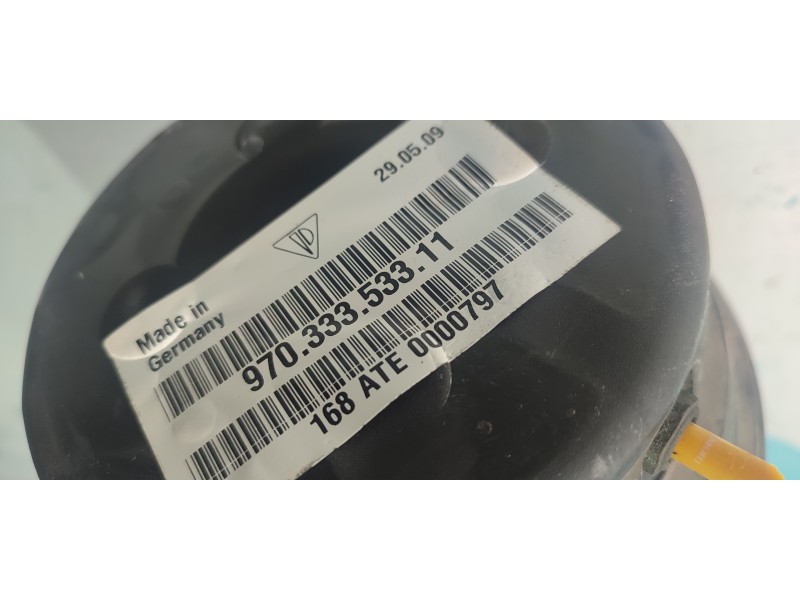 29.05.09
Made in
Germany
970.333.533.11
168 ATE 0000797